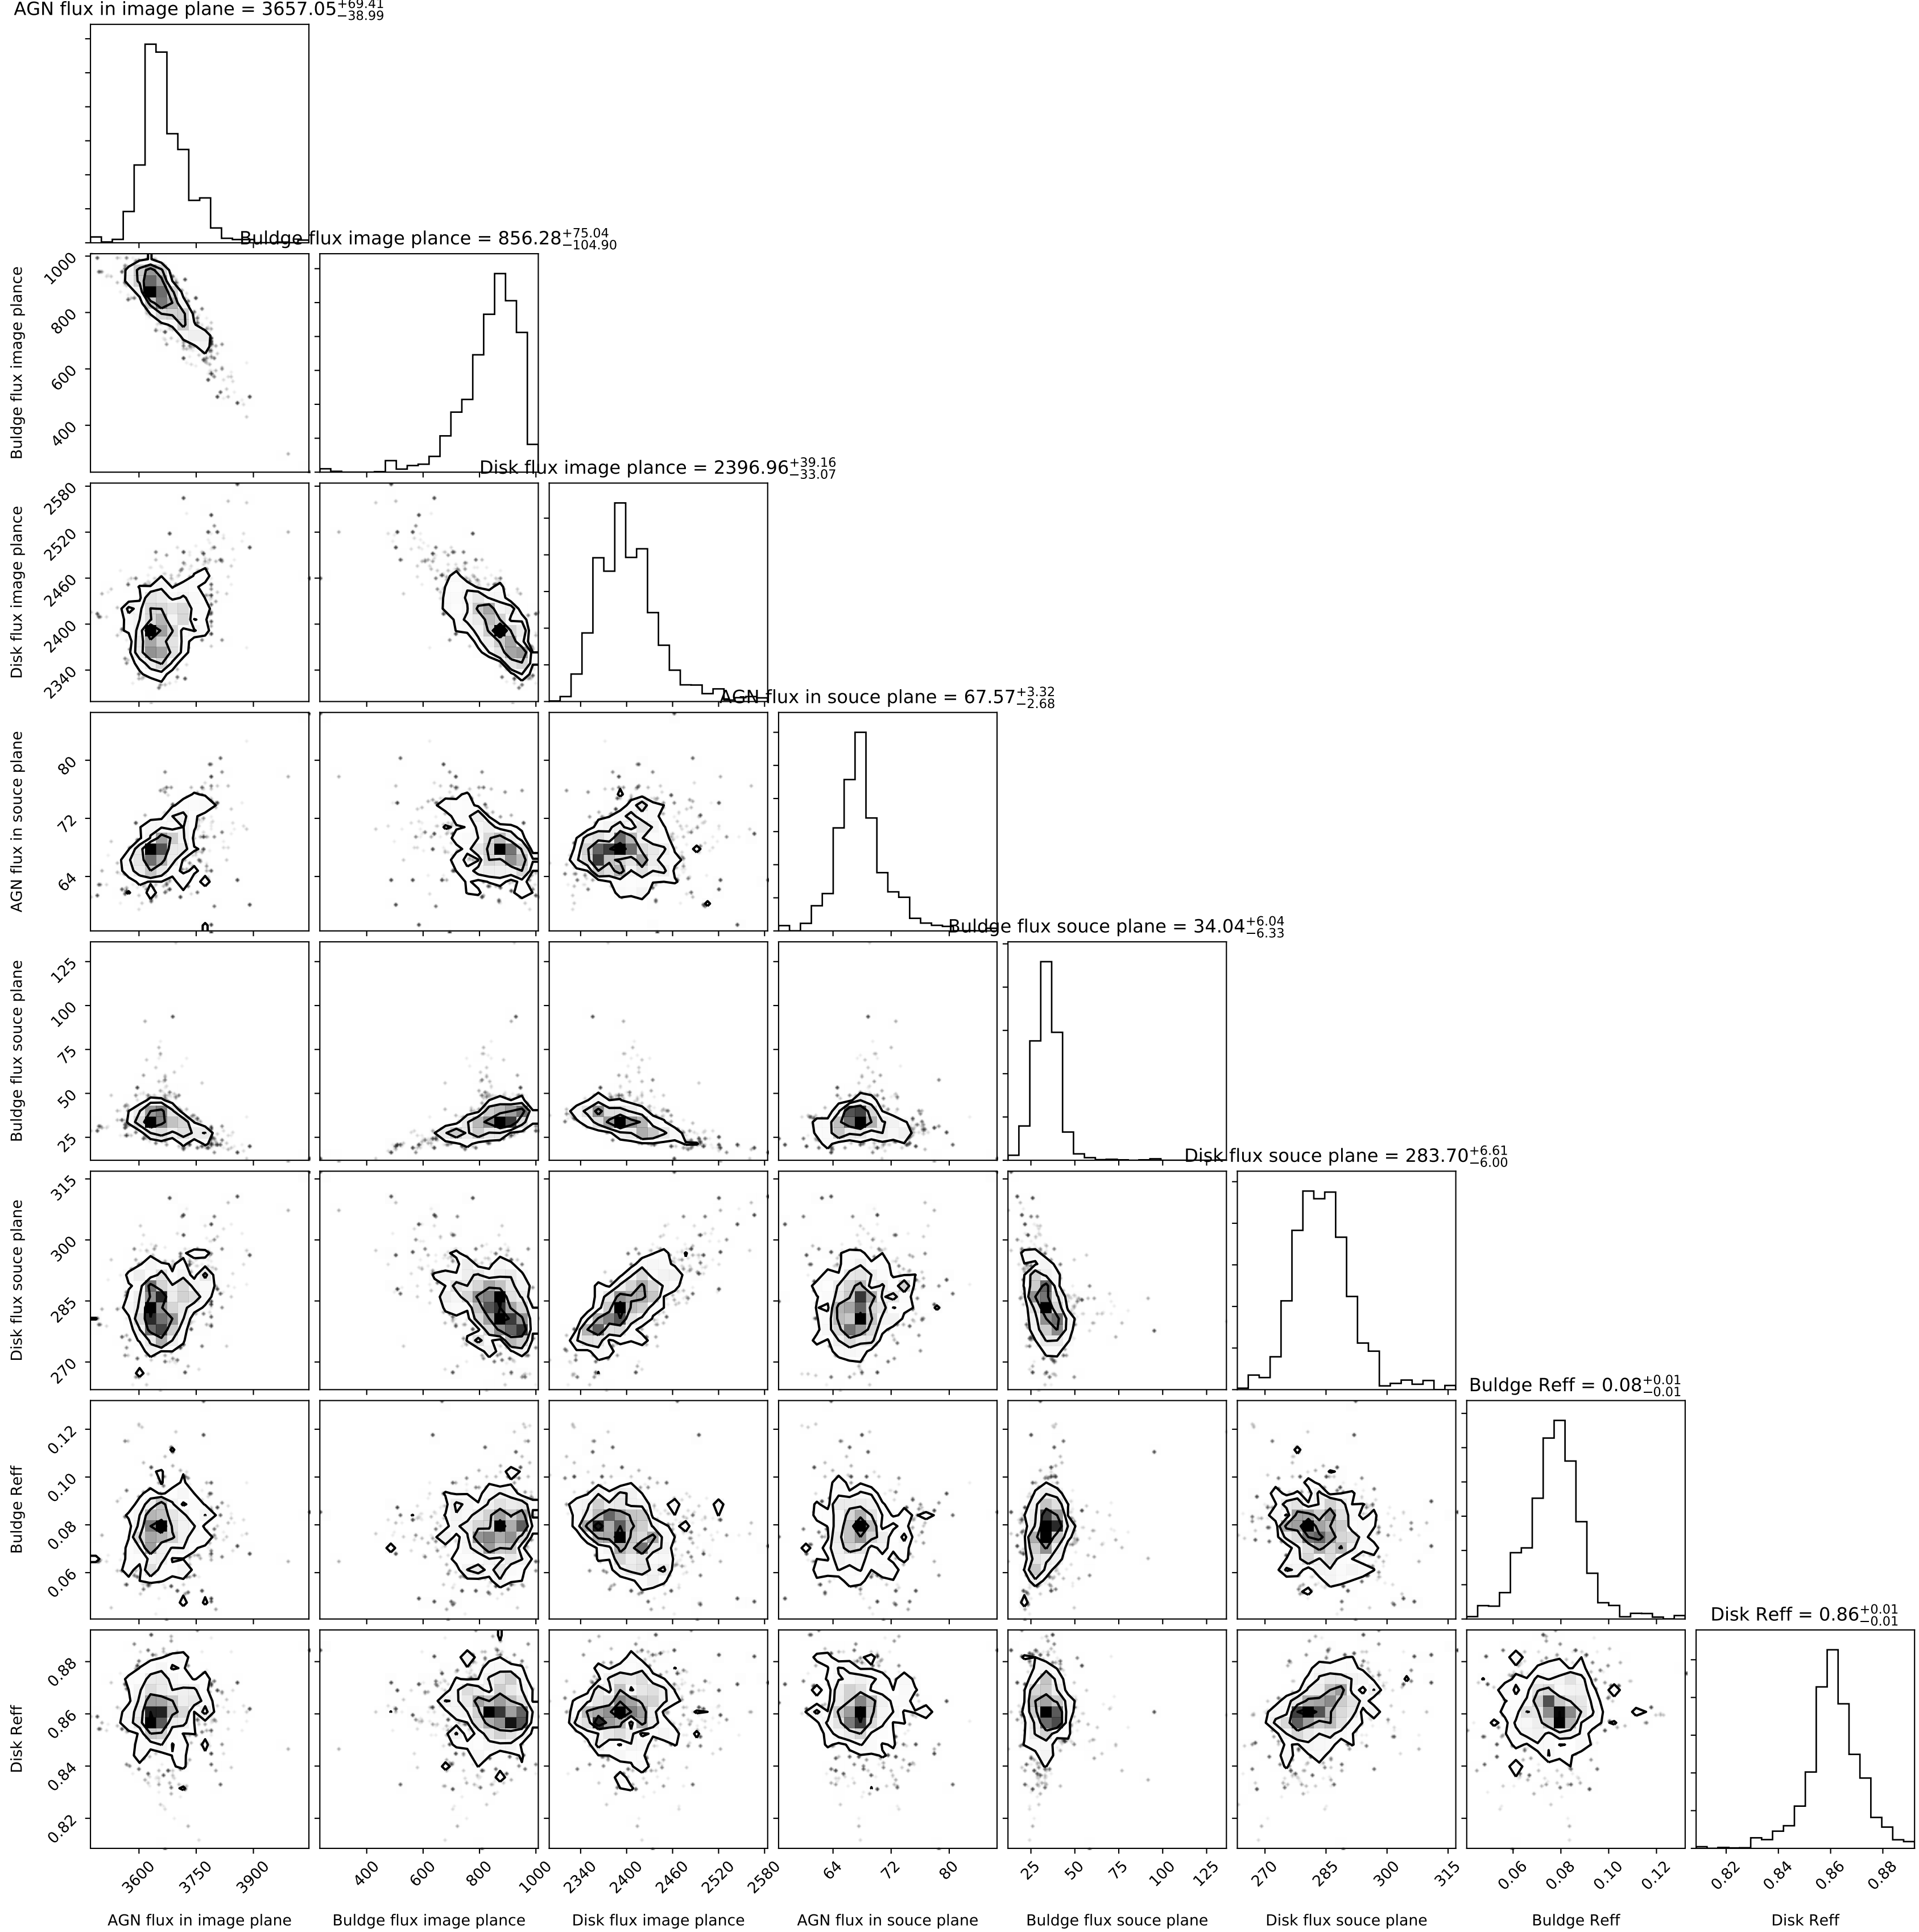 AGN flux in image plane = 3657.05+69.41−38.99
Buldge flux image plance = 856.28+75.04−104.90
1000
800
600
400
Buldge flux image plance
Disk flux image plance = 2396.96+39.16−33.07
2580
2520
2460
2400
2340
Disk flux image plance
AGN flux in souce plane = 67.57+3.32−2.68
80
72
64
AGN flux in souce plane
Buldge flux souce plane = 34.04+6.04−6.33
125
100
75
50
25
Buldge flux souce plane
Disk flux souce plane = 283.70+6.61−6.00
315
300
285
270
Disk flux souce plane
Buldge Reff = 0.08+0.01−0.01
0.12
0.10
0.08
0.06
Buldge Reff
Disk Reff = 0.86+0.01−0.01
0.88
0.86
0.84
0.82
Disk Reff
3600 3750 3900 400 600 800 1000 2340 2400 2460 2520 2580 64 72 80 25 50 75 100 125 270 285 300 315 0.06 0.08 0.10 0.12 0.82 0.84 0.86 0.88
AGN flux in image plane Buldge flux image plance Disk flux image plance AGN flux in souce plane Buldge flux souce plane Disk flux souce plane Buldge Reff Disk Reff